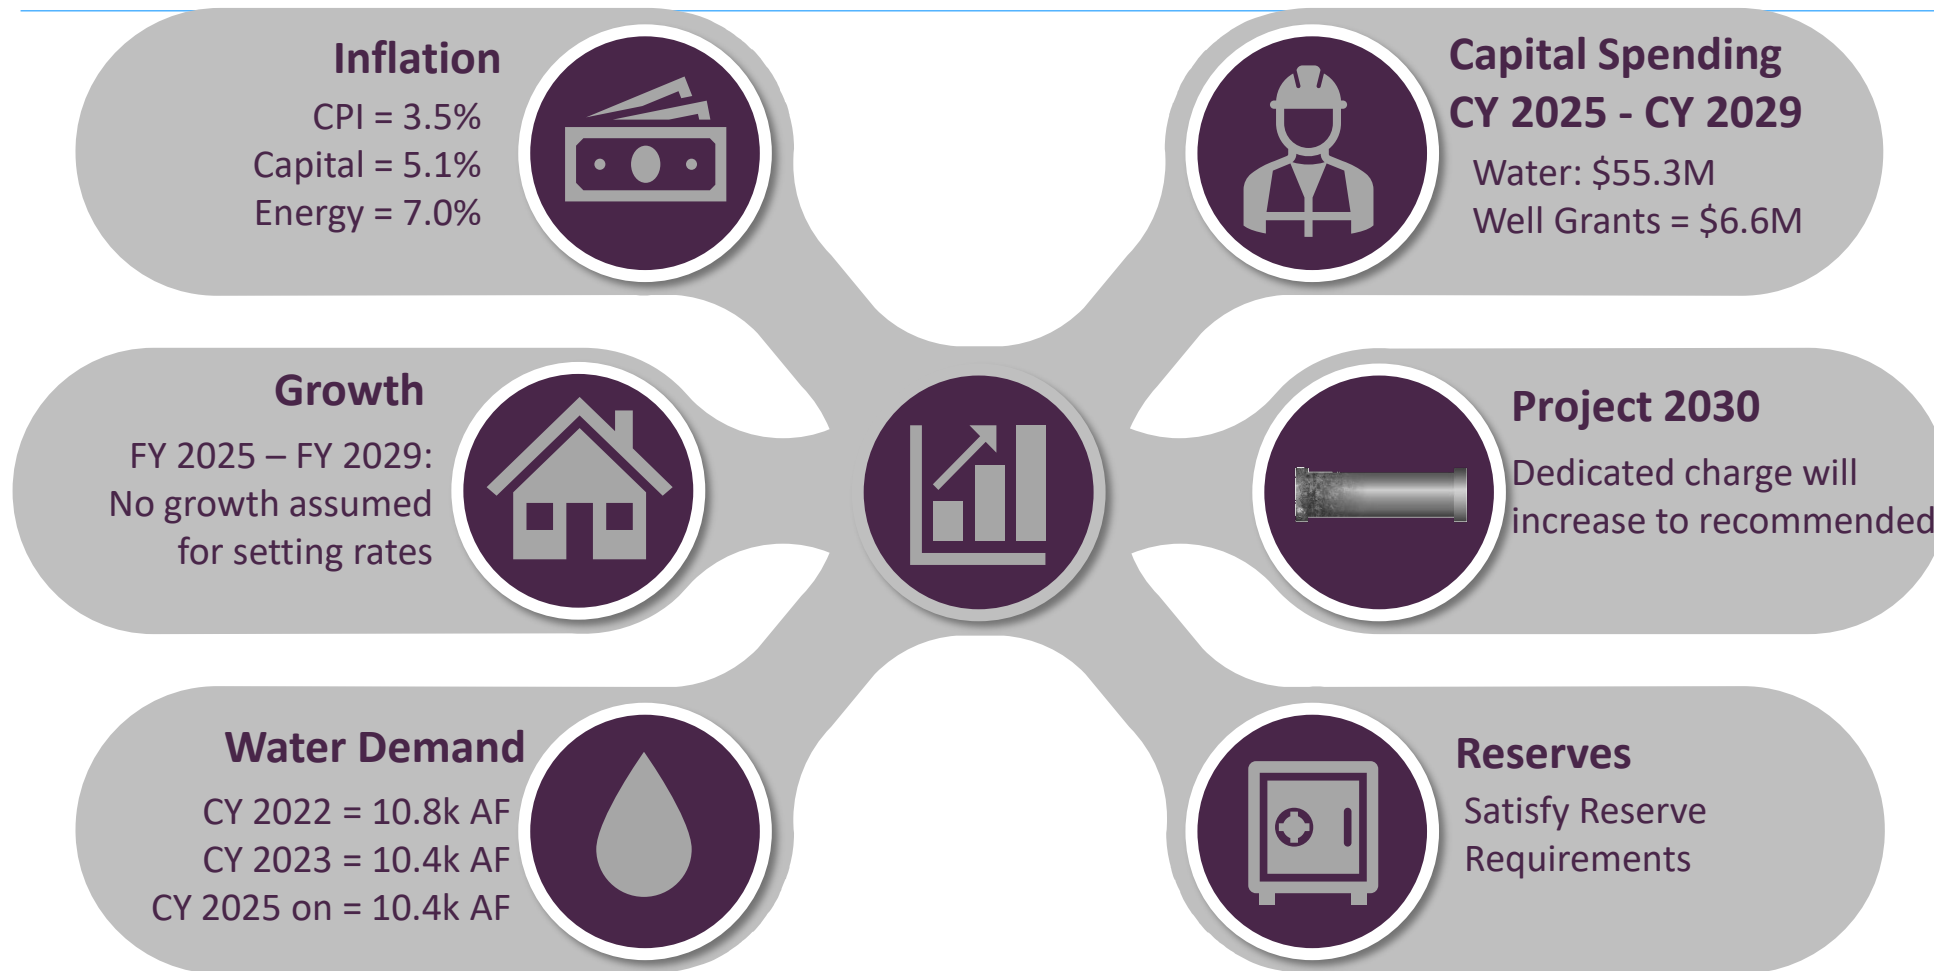 Inflation
CPI = 3.5%
Capital = 5.1%
Energy = 7.0%
Capital Spending
CY 2025 - CY 2029
Water: $55.3M
Well Grants = $6.6M
Growth
FY 2025 – FY 2029:
No growth assumed
for setting rates
Project 2030
Dedicated charge will
increase to recommended
Water Demand
CY 2022 = 10.8k AF
CY 2023 = 10.4k AF
CY 2025 on = 10.4k AF
Reserves
Satisfy Reserve
Requirements